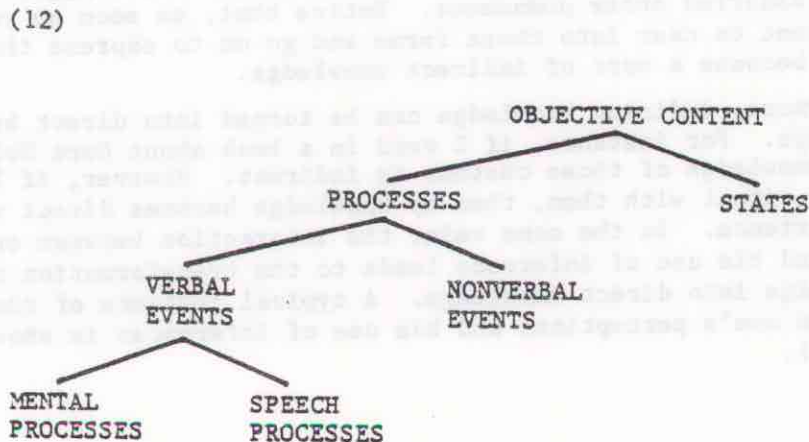 (12)
OBJECTIVE CONTENT
PROCESSES STATES
VERBAL NONVERBAL
EVENTS EVENTS
MENTAL SPEECH
PROCESSES PROCESSES